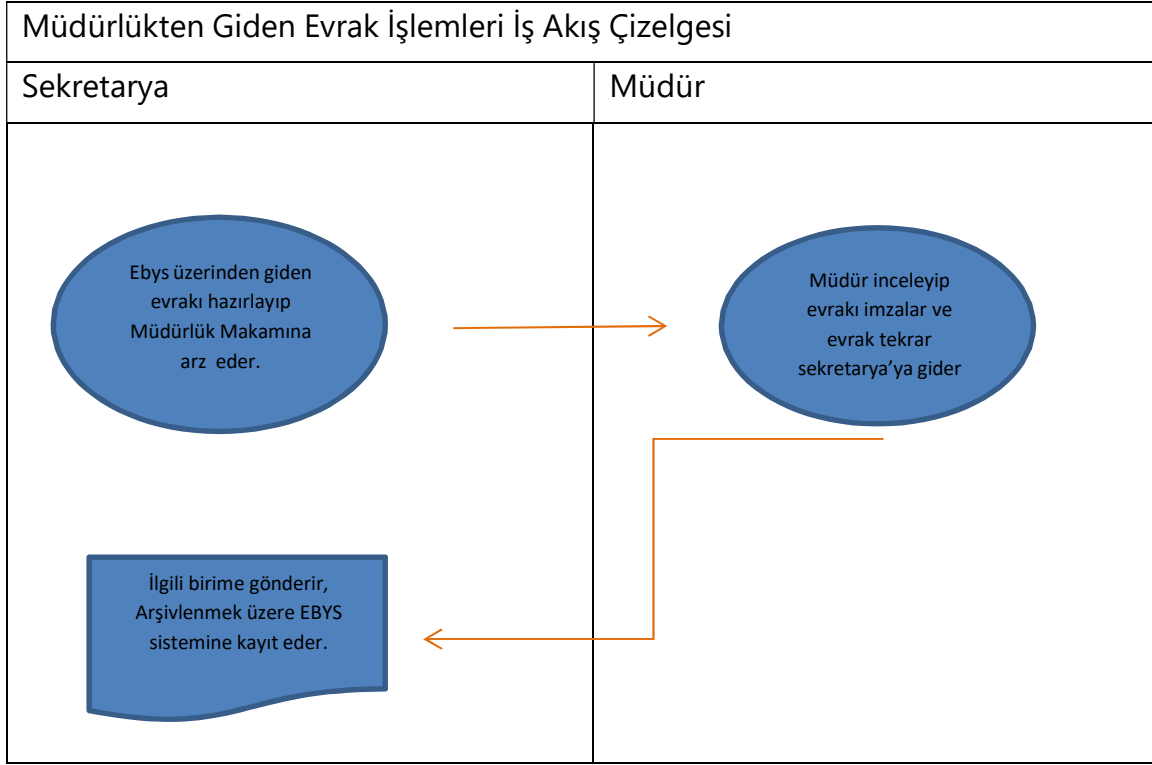 Müdürlükten Giden Evrak İşlemleri İş Akış Çizelgesi
Sekretarya
Müdür
Ebys üzerinden giden
evrakı hazırlayıp
Müdürlük Makamına
arz eder.
Müdür inceleyip
evrakı imzalar ve
evrak tekrar
sekretarya’ya gider
İlgili birime gönderir,
Arşivlenmek üzere EBYS
sistemine kayıt eder.